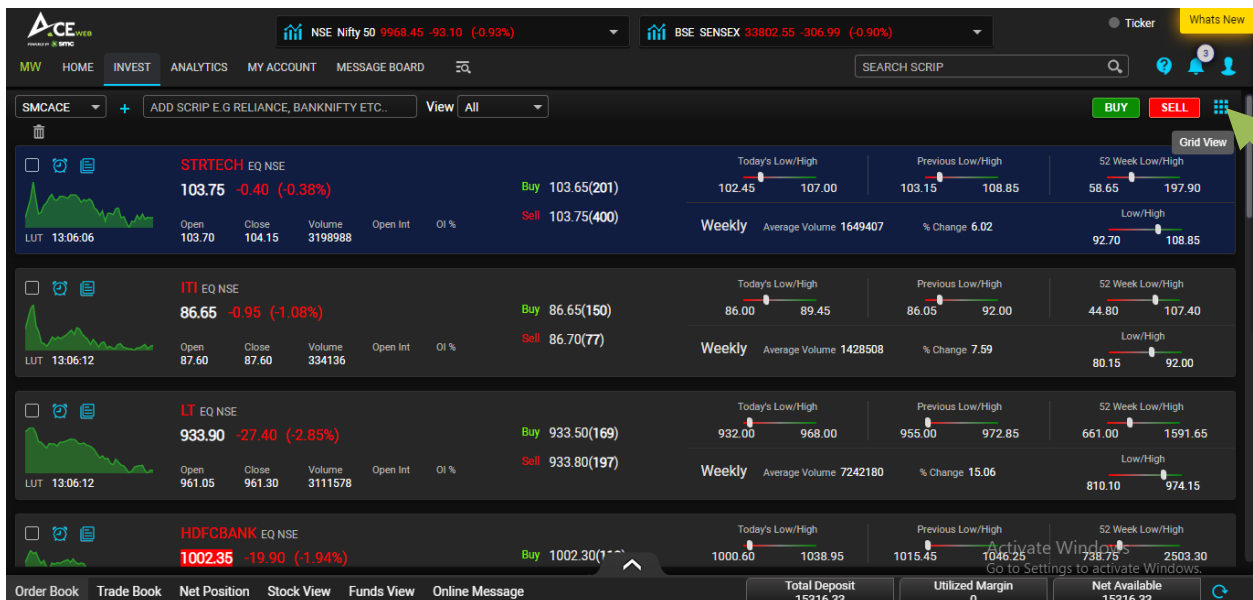 ACEWEB
POWERED BY smc
NSE Nifty 50 9968.45 -93.10 (-0.93%)
BSE SENSEX 33802.55 -306.99 (-0.90%)
Ticker
Whats New
MW HOME INVEST ANALYTICS MY ACCOUNT MESSAGE BOARD
SEARCH SCRIP
3
SMCACE + ADD SCRIP E.G RELIANCE, BANKNIFTY ETC.. View All
BUY SELL
Grid View
STRTECH EQ NSE
103.75 -0.40 (-0.38%)
Open Close Volume Open Int OI %
103.70 104.15 3198988
LUT 13:06:06
Buy 103.65(201)
Sell 103.75(400)
Today's Low/High Previous Low/High 52 Week Low/High
102.45 107.00 103.15 108.85 58.65 197.90
Weekly Average Volume 1649407 % Change 6.02
Low/High
92.70 108.85
ITI EQ NSE
86.65 -0.95 (-1.08%)
Open Close Volume Open Int OI %
87.60 87.60 334136
LUT 13:06:12
Buy 86.65(150)
Sell 86.70(77)
Today's Low/High Previous Low/High 52 Week Low/High
86.00 89.45 86.05 92.00 44.80 107.40
Weekly Average Volume 1428508 % Change 7.59
Low/High
80.15 92.00
LT EQ NSE
933.90 -27.40 (-2.85%)
Open Close Volume Open Int OI %
961.05 961.30 3111578
LUT 13:06:12
Buy 933.50(169)
Sell 933.80(197)
Today's Low/High Previous Low/High 52 Week Low/High
932.00 968.00 955.00 972.85 661.00 1591.65
Weekly Average Volume 7242180 % Change 15.06
Low/High
810.10 974.15
HDFCBANK EQ NSE
1002.35 -19.90 (-1.94%)
Buy 1002.30
Today's Low/High Previous Low/High 52 Week Low/High
1000.60 1038.95 1015.45 1046.25 738.75 2503.30
Activate Windows
Go to Settings to activate Windows.
Order Book Trade Book Net Position Stock View Funds View Online Message
Total Deposit
15316.33
Utilized Margin
0
Net Available
15316.33